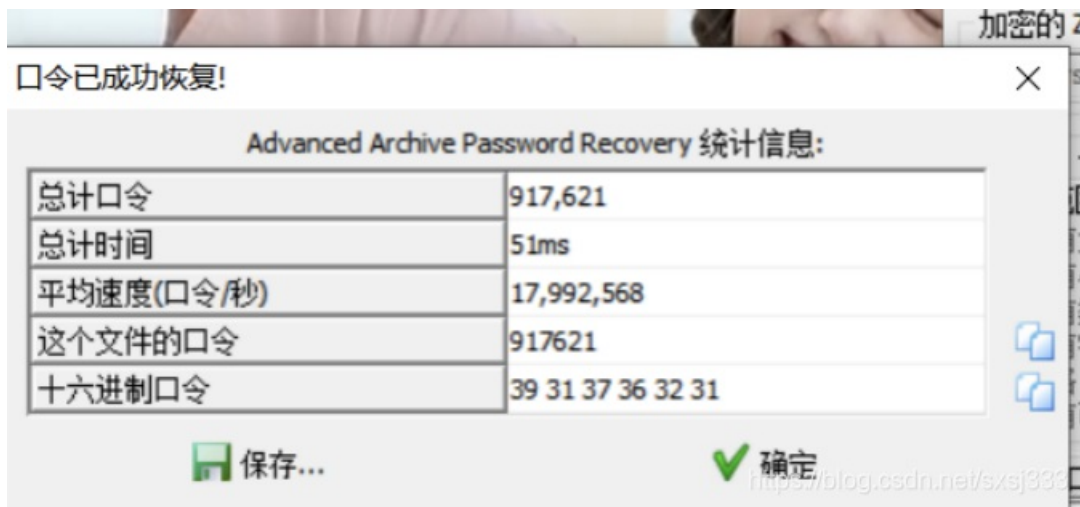 加密的 Z
口令已成功恢复!
Advanced Archive Password Recovery 统计信息:
总计口令 917,621
总计时间 51ms
平均速度(口令/秒) 17,992,568
这个文件的口令 917621
十六进制口令 39 31 37 36 32 31
保存... 确定
https://blog.csdn.net/sxsj333